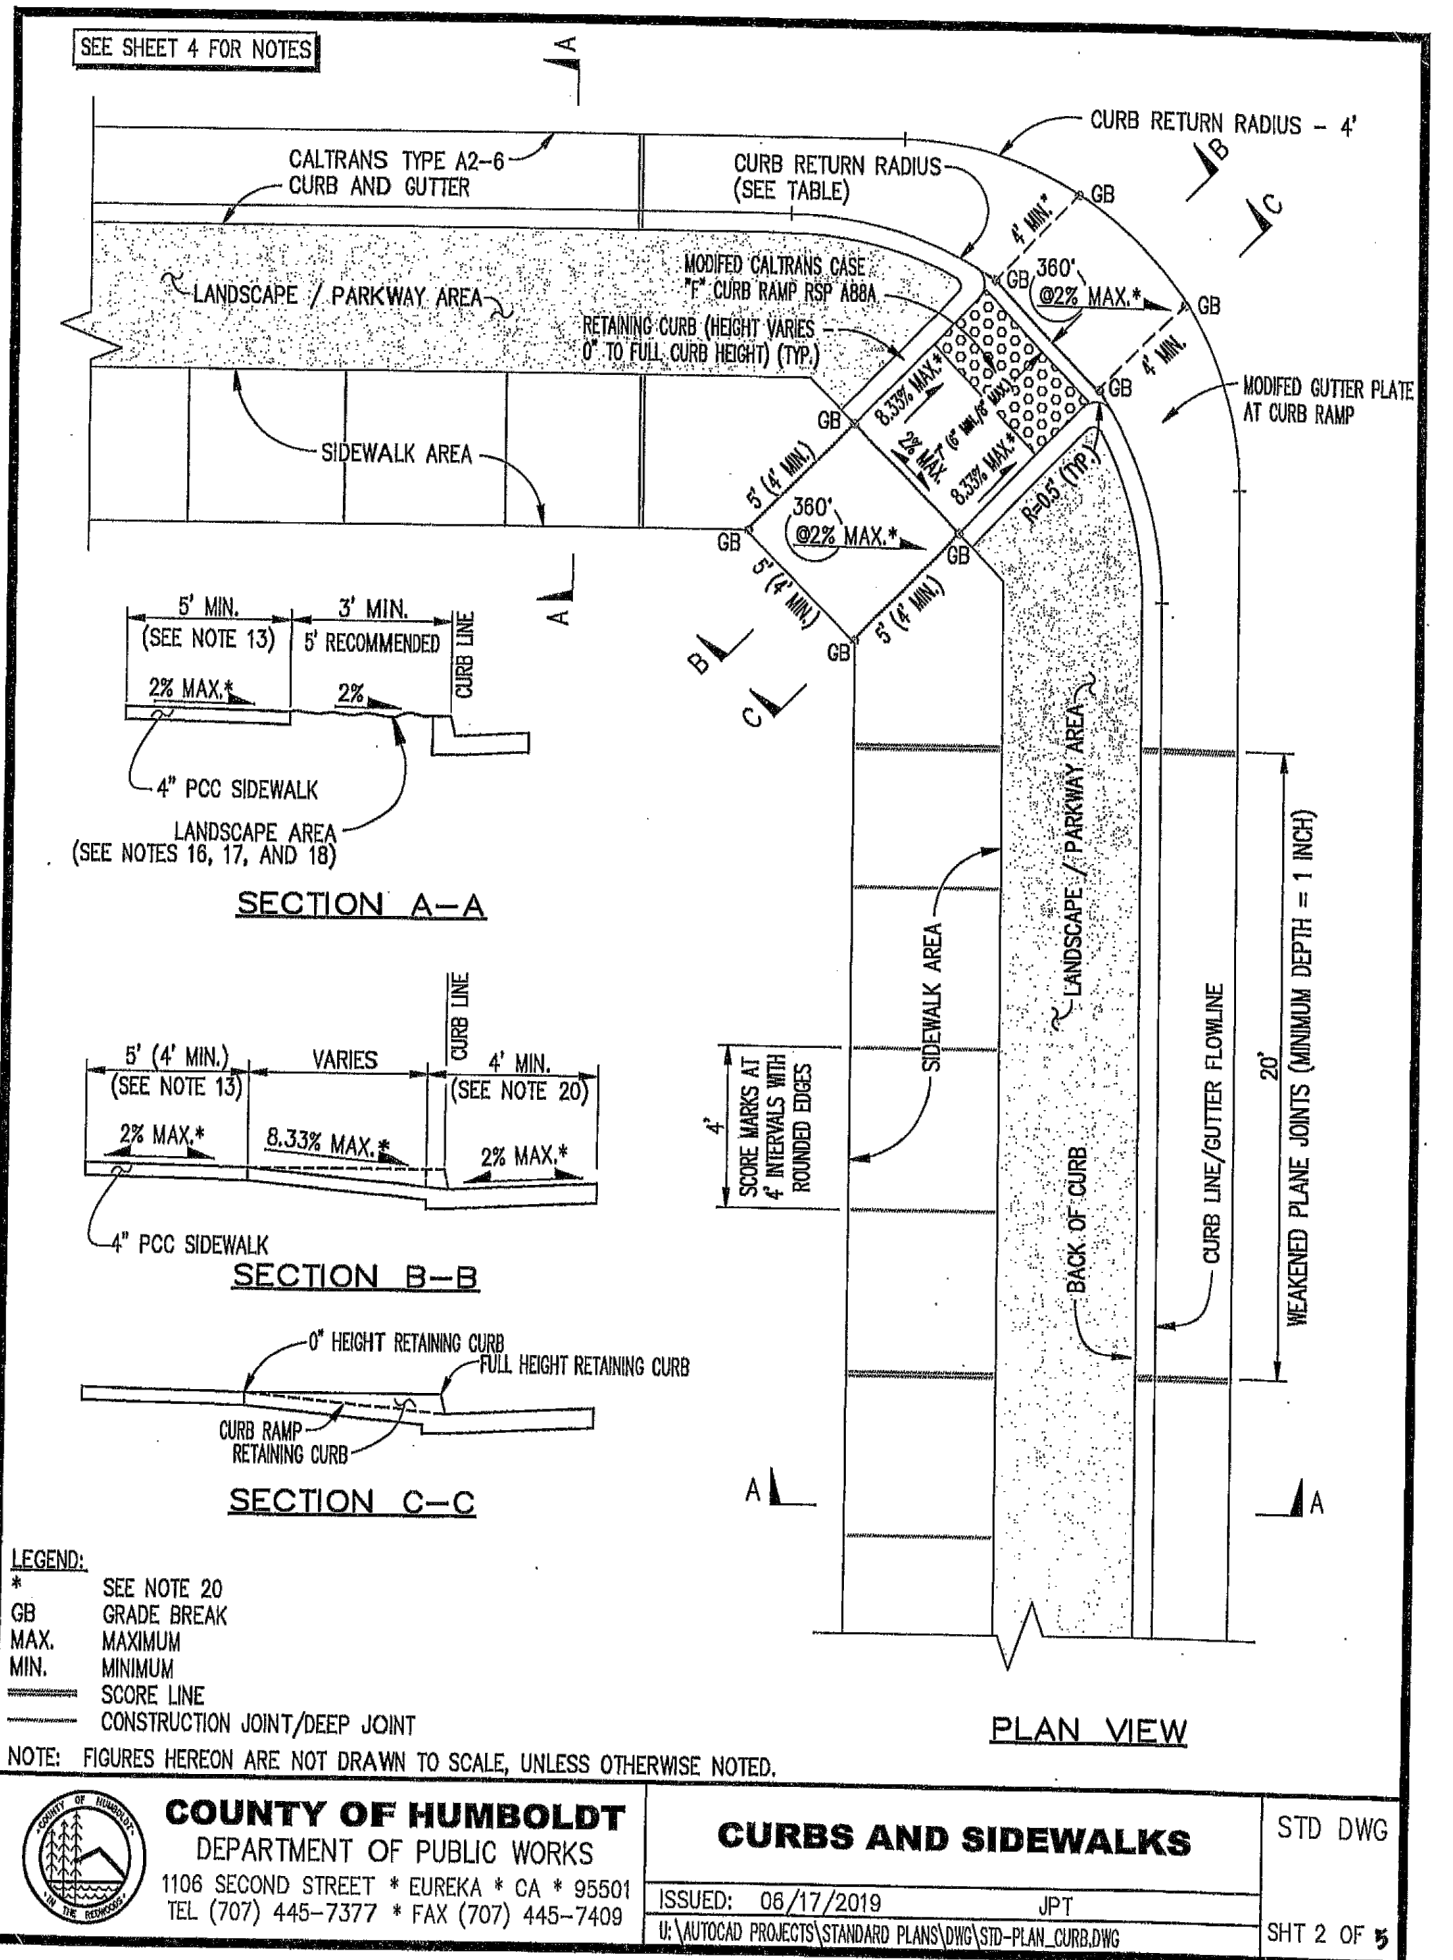 SEE SHEET 4 FOR NOTES
A
CURB RETURN RADIUS - 4'
B
C
CALTRANS TYPE A2-6
CURB AND GUTTER
CURB RETURN RADIUS
(SEE TABLE)
GB
4' MIN.*
MODIFED CALTRANS CASE
"F" CURB RAMP RSP A88A
GB
360°
@2% MAX.*
GB
LANDSCAPE / PARKWAY AREA
RETAINING CURB (HEIGHT VARIES
0" TO FULL CURB HEIGHT) (TYP.)
4' MIN.
GB
MODIFED GUTTER PLATE
AT CURB RAMP
8.33% MAX.*
GB
2% MAX.
8.33% MAX.*
R=0.5' (TYP.)
SIDEWALK AREA
5' (4' MIN.)
360°
@2% MAX.*
GB
GB
5' (4' MIN.)
5' (4' MIN.)
GB
A
B
C
5' MIN.
(SEE NOTE 13)
3' MIN.
5' RECOMMENDED
CURB LINE
2% MAX.*
2%
4" PCC SIDEWALK
LANDSCAPE AREA
(SEE NOTES 16, 17, AND 18)
SECTION A-A
SIDEWALK AREA
LANDSCAPE / PARKWAY AREA
20'
WEAKENED PLANE JOINTS (MINIMUM DEPTH = 1 INCH)
CURB LINE/GUTTER FLOWLINE
BACK OF CURB
4'
SCORE MARKS AT
4' INTERVALS WITH
ROUNDED EDGES
5' (4' MIN.)
(SEE NOTE 13)
VARIES
CURB LINE
4' MIN.
(SEE NOTE 20)
2% MAX.*
8.33% MAX.*
2% MAX.*
4" PCC SIDEWALK
SECTION B-B
0" HEIGHT RETAINING CURB
FULL HEIGHT RETAINING CURB
CURB RAMP
RETAINING CURB
SECTION C-C
A
A
LEGEND:
* SEE NOTE 20
GB GRADE BREAK
MAX. MAXIMUM
MIN. MINIMUM
SCORE LINE
CONSTRUCTION JOINT/DEEP JOINT
PLAN VIEW
NOTE: FIGURES HEREON ARE NOT DRAWN TO SCALE, UNLESS OTHERWISE NOTED.
COUNTY OF HUMBOLDT
IN THE REDWOODS
COUNTY OF HUMBOLDT
DEPARTMENT OF PUBLIC WORKS
1106 SECOND STREET * EUREKA * CA * 95501
TEL (707) 445-7377 * FAX (707) 445-7409
CURBS AND SIDEWALKS
ISSUED: 06/17/2019 JPT
U:\AUTOCAD PROJECTS\STANDARD PLANS\DWG\STD-PLAN_CURB.DWG
STD DWG
SHT 2 OF 5